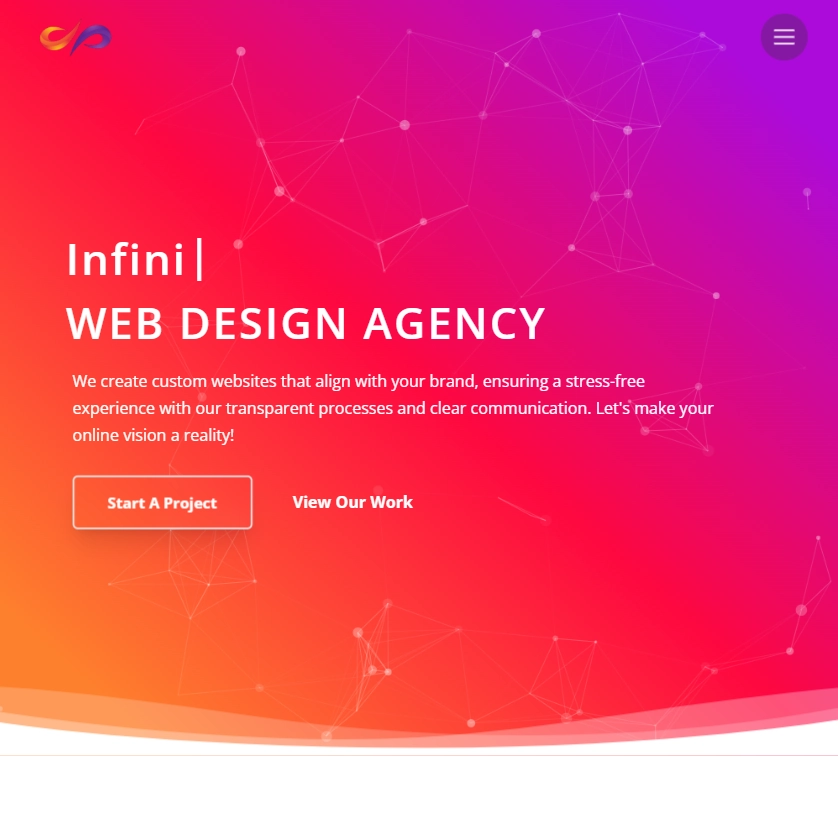 Infini|
WEB DESIGN AGENCY
We create custom websites that align with your brand, ensuring a stress-free
experience with our transparent processes and clear communication. Let's make your
online vision a reality!
Start A Project
View Our Work